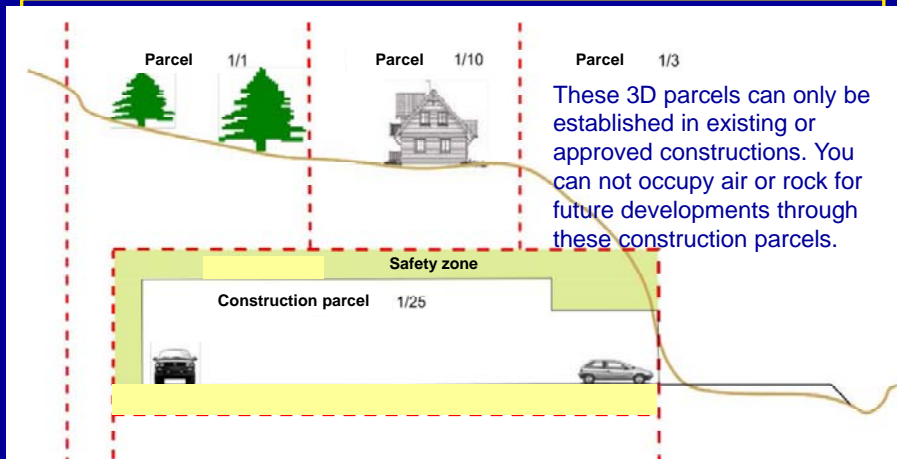 Parcel 1/1
Parcel 1/10
Parcel 1/3
These 3D parcels can only be
established in existing or
approved constructions. You
can not occupy air or rock for
future developments through
these construction parcels.
Safety zone
Construction parcel 1/25